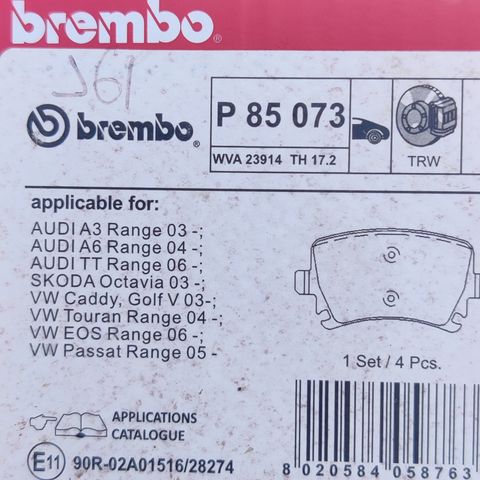 brembo®
brembo®
P 85 073
WVA 23914 TH 17.2
TRW
applicable for:
AUDI A3 Range 03 -;
AUDI A6 Range 04 -;
AUDI TT Range 06 -;
SKODA Octavia 03 -;
VW Caddy, Golf V 03-;
VW Touran Range 04 -;
VW EOS Range 06 -;
VW Passat Range 05 -
1 Set / 4 Pcs.
APPLICATIONS
CATALOGUE
E11 90R-02A01516/28274
8 020584 058763